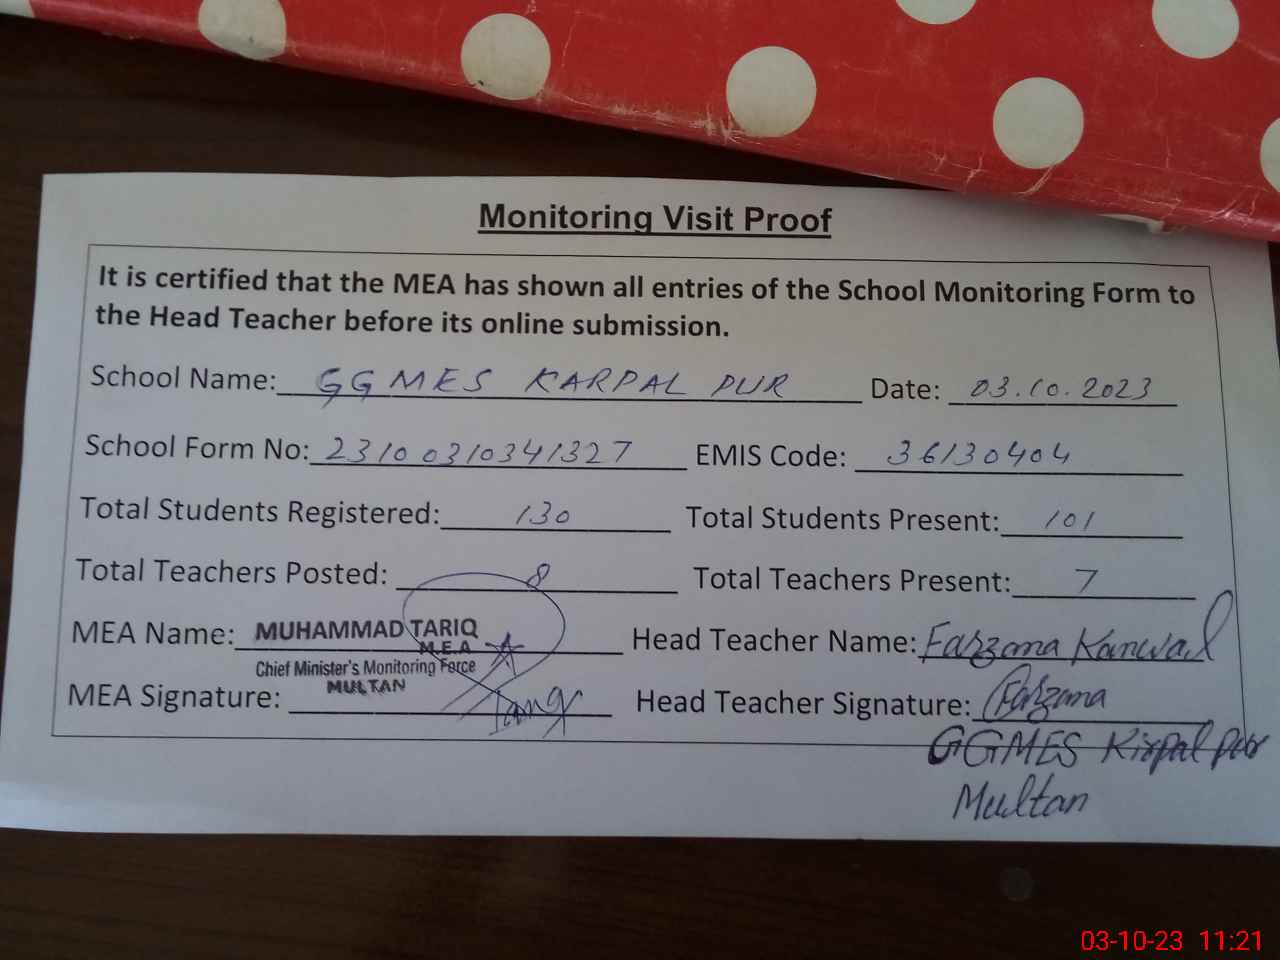 Monitoring Visit Proof
It is certified that the MEA has shown all entries of the School Monitoring Form to
the Head Teacher before its online submission.
School Name: GGMES KARPAL PUR Date: 03.10.2023
School Form No: 23100310341327 EMIS Code: 36130404
Total Students Registered: 130 Total Students Present: 101
Total Teachers Posted: 8 Total Teachers Present: 7
MEA Name: MUHAMMAD TARIQ Head Teacher Name: Farzana Kanwal
M.E.A
Chief Minister's Monitoring Force
MULTAN
MEA Signature: Tariq Head Teacher Signature: Farzana
GGMES Kirpal pur
Multan
03-10-23 11:21